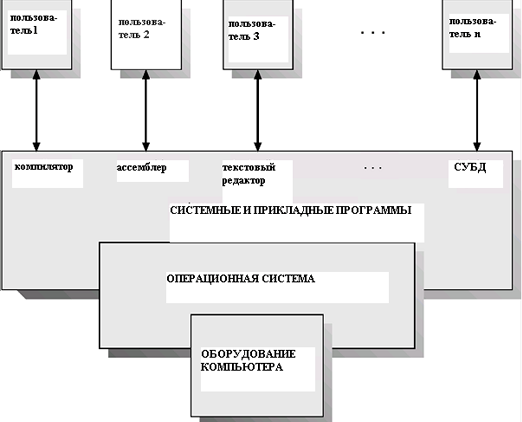 пользова-
тель1
пользова-
тель 2
пользова-
тель 3
. . .
пользова-
тель n
компилятор
ассемблер
текстовый
редактор
. . .
СУБД
СИСТЕМНЫЕ И ПРИКЛАДНЫЕ ПРОГРАММЫ
ОПЕРАЦИОННАЯ СИСТЕМА
ОБОРУДОВАНИЕ
КОМПЬЮТЕРА